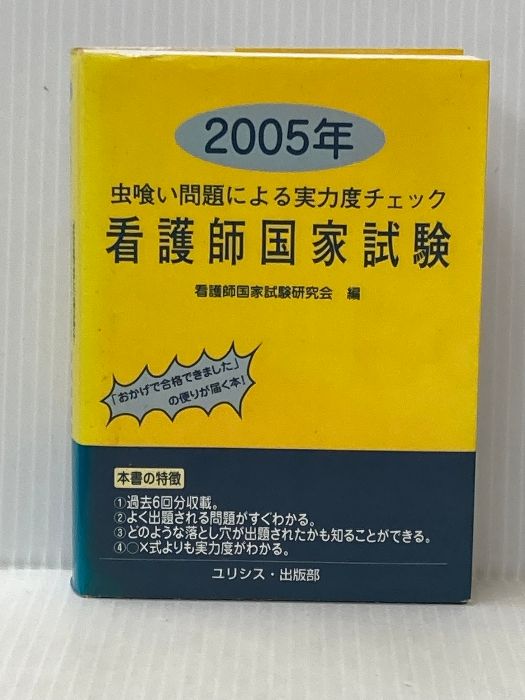 2005年
虫喰い問題による実力度チェック
看護師国家試験
看護師国家試験研究会 編
「おかげで合格できました」
の便りが届く本!
本書の特徴
①過去6回分収載。
②よく出題される問題がすぐわかる。
③どのような落とし穴が出題されたかも知ることができる。
④○×式よりも実力度がわかる。
ユリシス・出版部